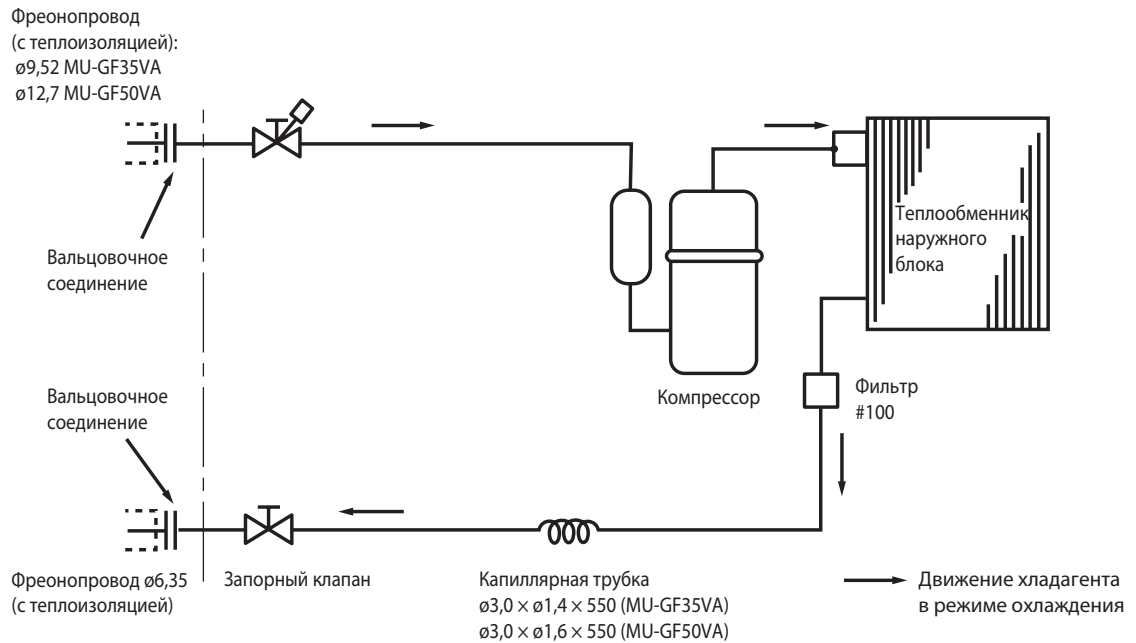 Фреонопровод
(с теплоизоляцией):
ø9,52 MU-GF35VA
ø12,7 MU-GF50VA
Вальцовочное
соединение
Теплообменник
наружного
блока
Компрессор
Фильтр
#100
Вальцовочное
соединение
Фреонопровод ø6,35
(с теплоизоляцией)
Запорный клапан
Капиллярная трубка
ø3,0 × ø1,4 × 550 (MU-GF35VA)
ø3,0 × ø1,6 × 550 (MU-GF50VA)
Движение хладагента
в режиме охлаждения